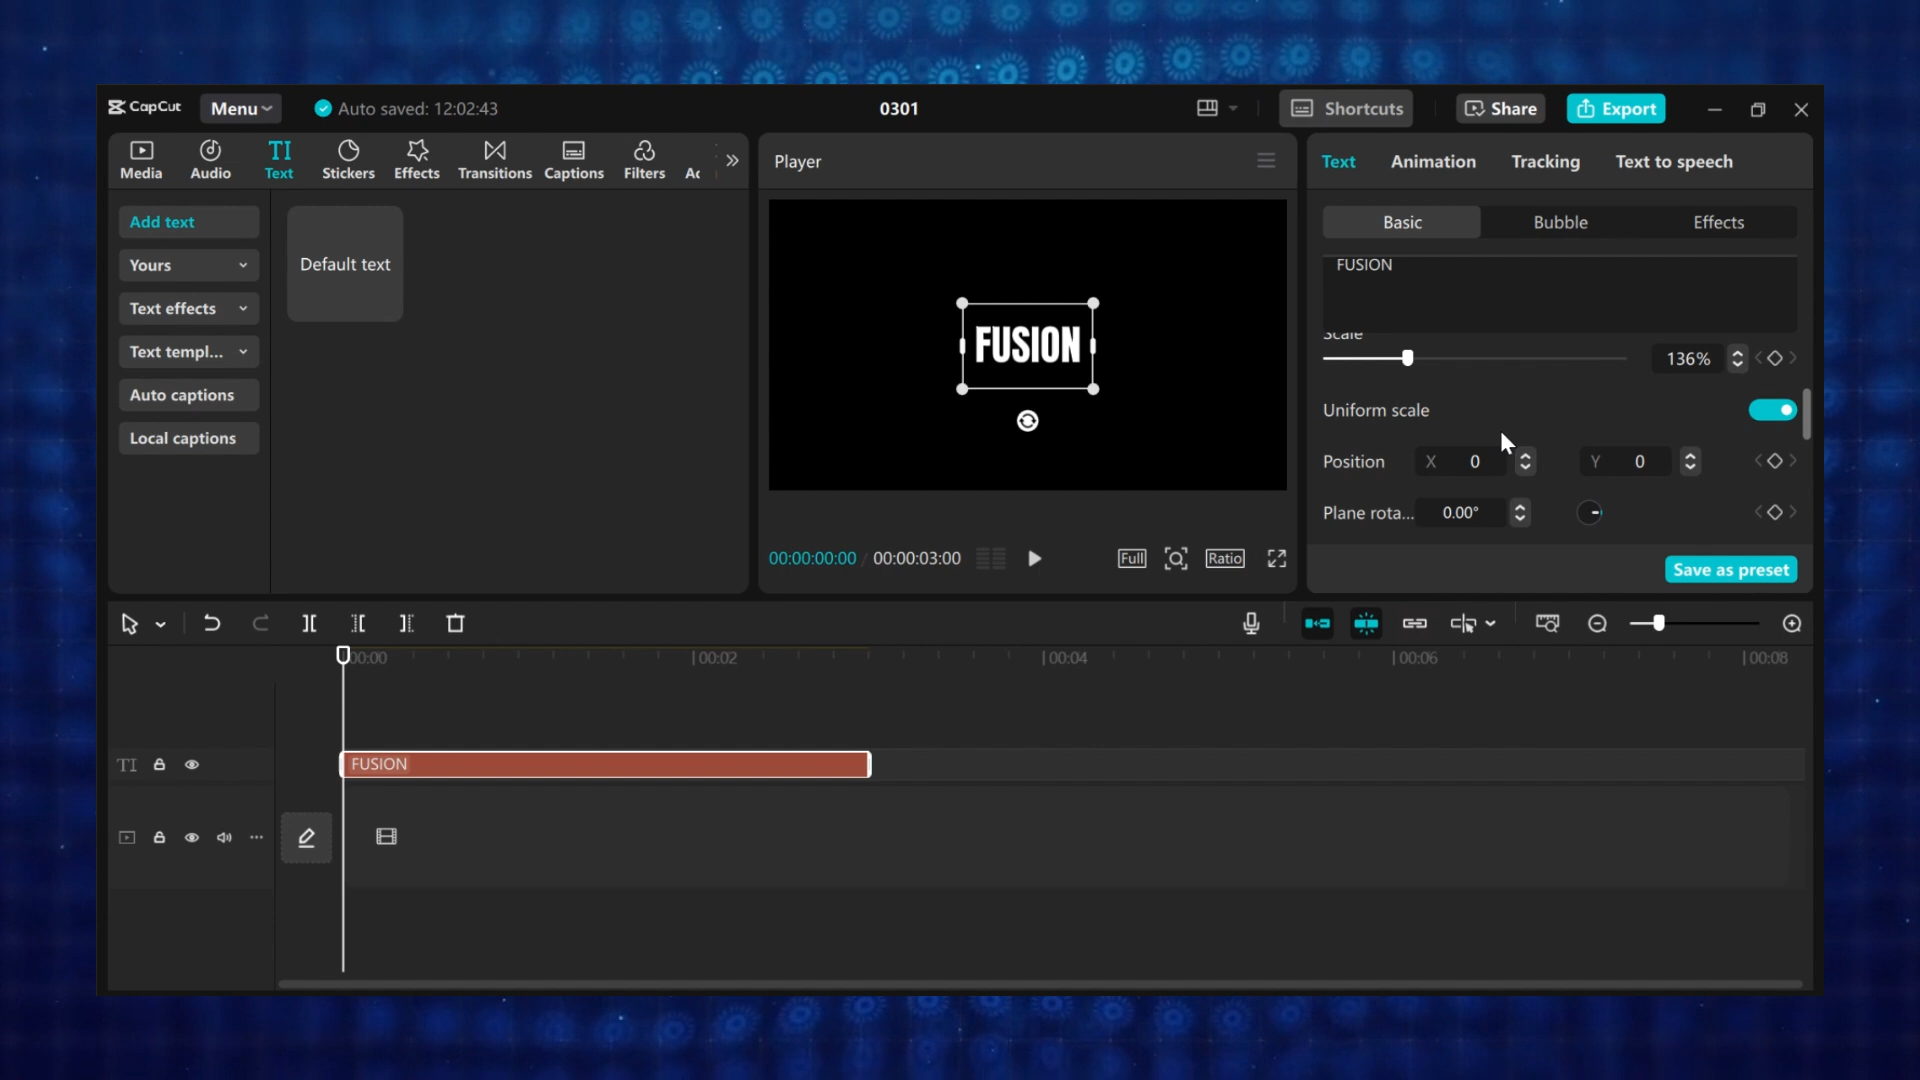 CapCut
Menu
Auto saved: 12:02:43
0301
Shortcuts
Share
Export
Media
Audio
TI
Text
Stickers
Effects
Transitions
Captions
Filters
Player
Text
Animation
Tracking
Text to speech
Add text
Yours
Text effects
Text templ...
Auto captions
Local captions
Default text
FUSION
00:00:00:00 / 00:00:03:00
Full
Ratio
Basic
Bubble
Effects
FUSION
Scale
136%
Uniform scale
Position
X 0
Y 0
Plane rota...
0.00°
Save as preset
00:00
00:02
00:04
00:06
00:08
TI
FUSION